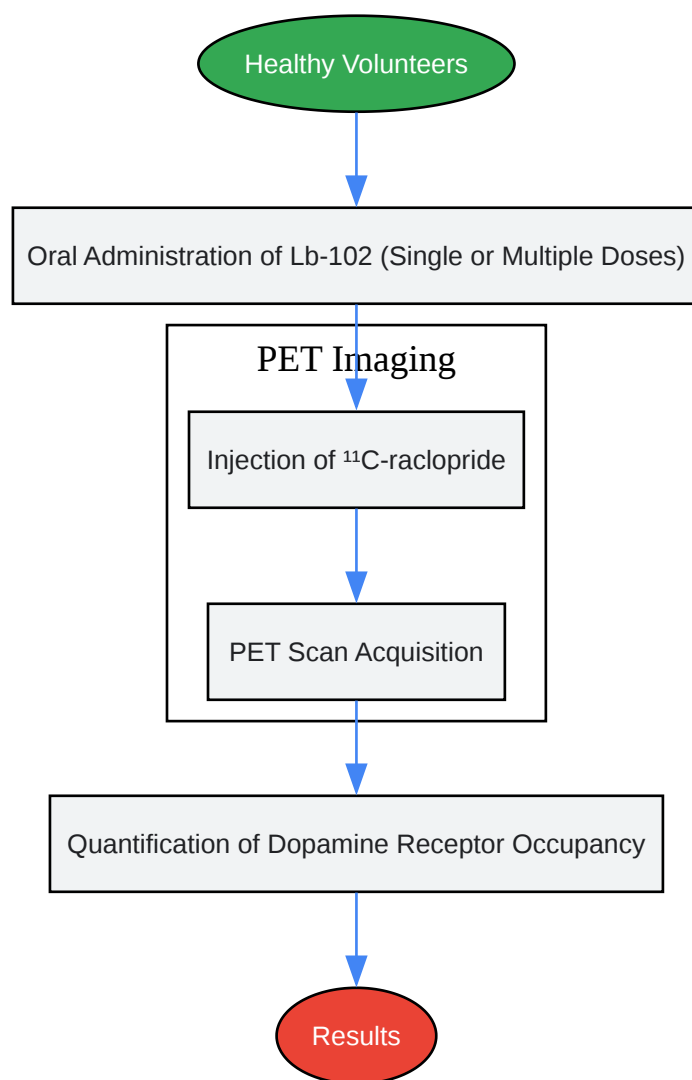 Healthy Volunteers
Oral Administration of Lb-102 (Single or Multiple Doses)
PET Imaging
Injection of ¹¹C-raclopride
PET Scan Acquisition
Quantification of Dopamine Receptor Occupancy
Results